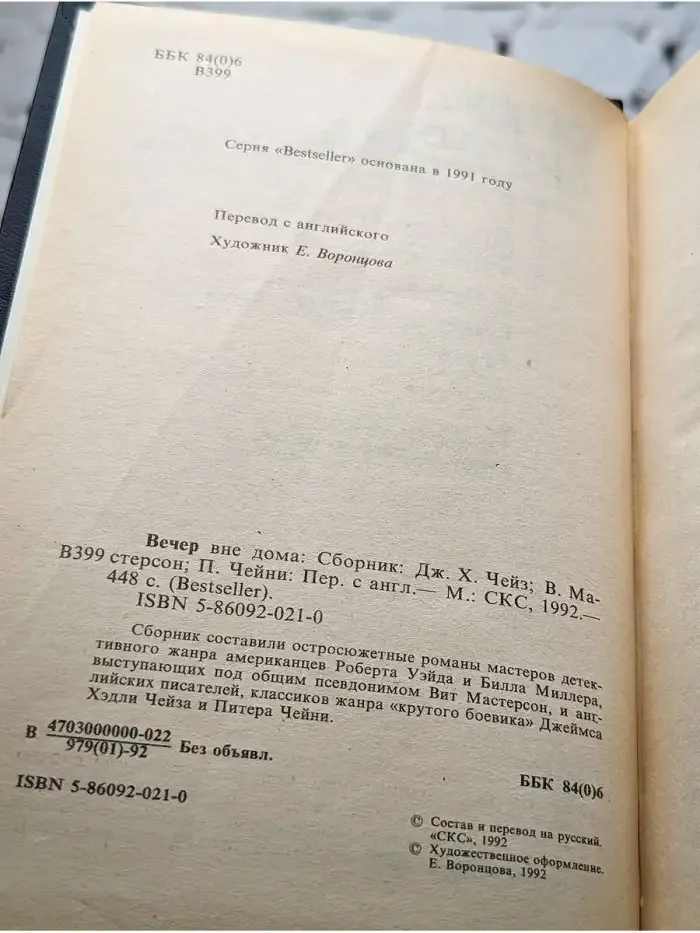 ББК 84(0)6
В399
Серия «Bestseller» основана в 1991 году
Перевод с английского
Художник Е. Воронцова
Вечер вне дома: Сборник: Дж. Х. Чейз; В. Ма-
В399 стерсон; П. Чейни: Пер. с англ.— М.: СКС, 1992.—
448 с. (Bestseller).
ISBN 5-86092-021-0
Сборник составили остросюжетные романы мастеров детек-
тивного жанра американцев Роберта Уэйда и Билла Миллера,
выступающих под общим псевдонимом Вит Мастерсон, и анг-
лийских писателей, классиков жанра «крутого боевика» Джеймса
Хэдли Чейза и Питера Чейни.
В 4703000000-022
979(01)-92 Без объявл.
ББК 84(0)6
ISBN 5-86092-021-0
© Состав и перевод на русский.
«СКС», 1992
© Художественное оформление.
Е. Воронцова, 1992